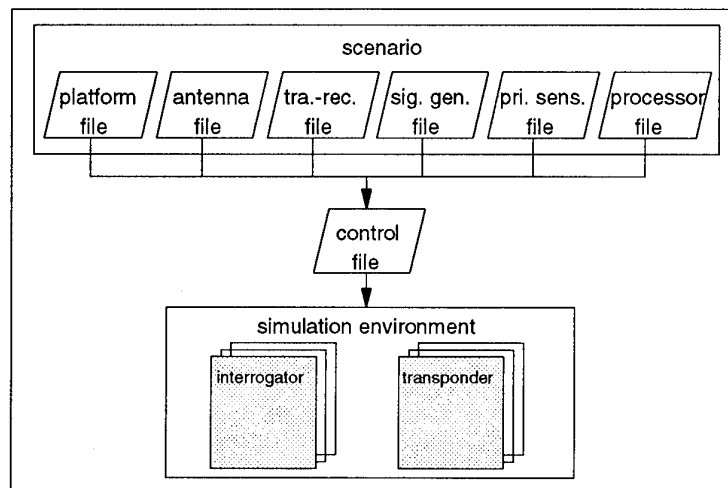 scenario
platform file
antenna file
tra.-rec. file
sig. gen. file
pri. sens. file
processor file
control file
simulation environment
interrogator
transponder